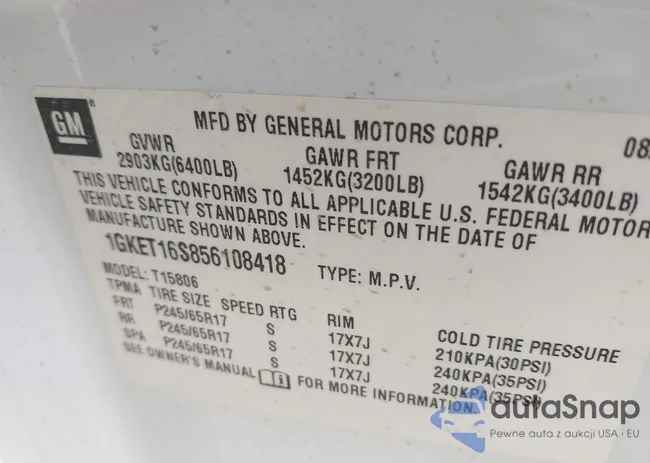 GM
MFD BY GENERAL MOTORS CORP. 08
GVWR GAWR FRT GAWR RR
2903KG(6400LB) 1452KG(3200LB) 1542KG(3400LB)
THIS VEHICLE CONFORMS TO ALL APPLICABLE U.S. FEDERAL MOTOR
VEHICLE SAFETY STANDARDS IN EFFECT ON THE DATE OF
MANUFACTURE SHOWN ABOVE.
1GKET16S856108418 TYPE: M.P.V.
MODEL: T15806
TPMA TIRE SIZE SPEED RTG RIM COLD TIRE PRESSURE
FRT P245/65R17 S 17X7J 210KPA(30PSI)
RR P245/65R17 S 17X7J 240KPA(35PSI)
SPA P245/65R17 S 17X7J 240KPA(35PSI)
SEE OWNER'S MANUAL FOR MORE INFORMATION.
autaSnap
Pewne auta z aukcji USA i EU